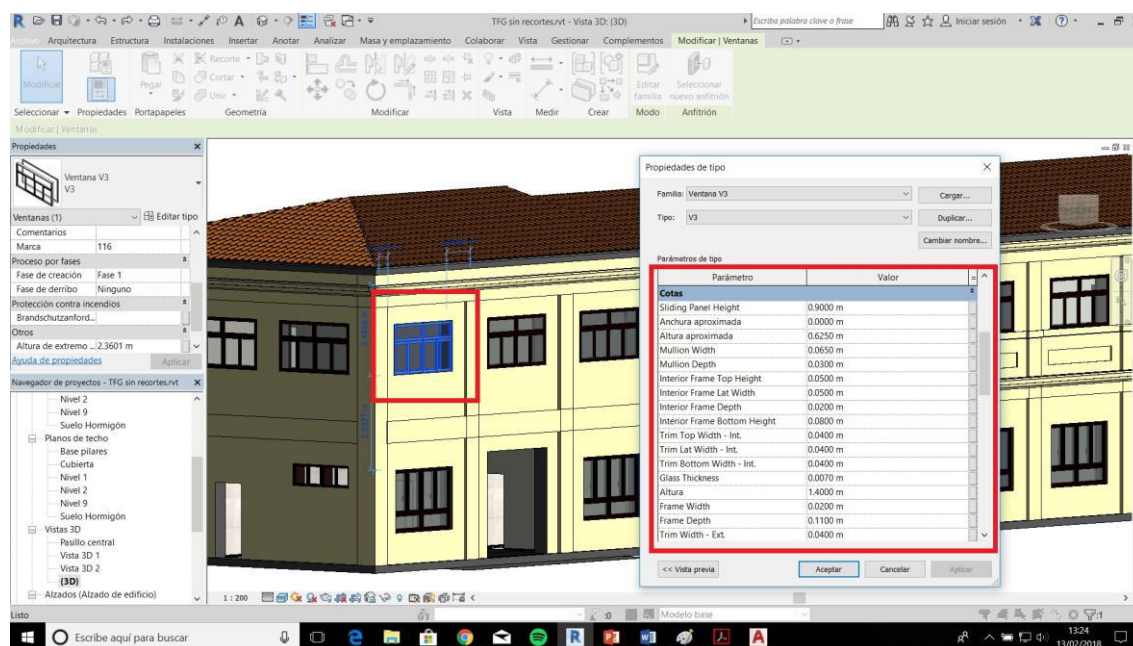 TFG sin recortes.rvt - Vista 3D: {3D}
Escriba palabra clave o frase
Iniciar sesión
Archivo Arquitectura Estructura Instalaciones Insertar Anotar Analizar Masa y emplazamiento Colaborar Vista Gestionar Complementos Modificar | Ventanas
Modificar
Pegar
Recorte
Cortar
Unir
Editar familia
Seleccionar nuevo anfitrión
Seleccionar Propiedades Portapapeles Geometría Modificar Vista Medir Crear Modo Anfitrión
Modificar | Ventanas
Propiedades
Ventana V3
V3
Ventanas (1) Editar tipo
Comentarios
Marca 116
Proceso por fases
Fase de creación Fase 1
Fase de derribo Ninguno
Protección contra incendios
Brandschutzanford...
Otros
Altura de extremo ... 2.3601 m
Ayuda de propiedades Aplicar
Navegador de proyectos - TFG sin recortes.rvt
Nivel 2
Nivel 9
Suelo Hormigón
Planos de techo
Base pilares
Cubierta
Nivel 1
Nivel 2
Nivel 9
Suelo Hormigón
Vistas 3D
Pasillo central
Vista 3D 1
Vista 3D 2
{3D}
Alzados (Alzado de edificio)
Propiedades de tipo
Familia: Ventana V3 Cargar...
Tipo: V3 Duplicar...
Cambiar nombre...
Parámetros de tipo
Parámetro Valor =
Cotas
Sliding Panel Height 0.9000 m
Anchura aproximada 0.0000 m
Altura aproximada 0.6250 m
Mullion Width 0.0650 m
Mullion Depth 0.0300 m
Interior Frame Top Height 0.0500 m
Interior Frame Lat Width 0.0500 m
Interior Frame Depth 0.0200 m
Interior Frame Bottom Height 0.0800 m
Trim Top Width - Int. 0.0400 m
Trim Lat Width - Int. 0.0400 m
Trim Bottom Width - Int. 0.0400 m
Glass Thickness 0.0070 m
Altura 1.4000 m
Frame Width 0.0200 m
Frame Depth 0.1100 m
Trim Width - Ext. 0.0400 m
<< Vista previa Aceptar Cancelar Aplicar
1 : 200
Listo
:0 Modelo base
:1
Escribe aquí para buscar
13:24
13/02/2018